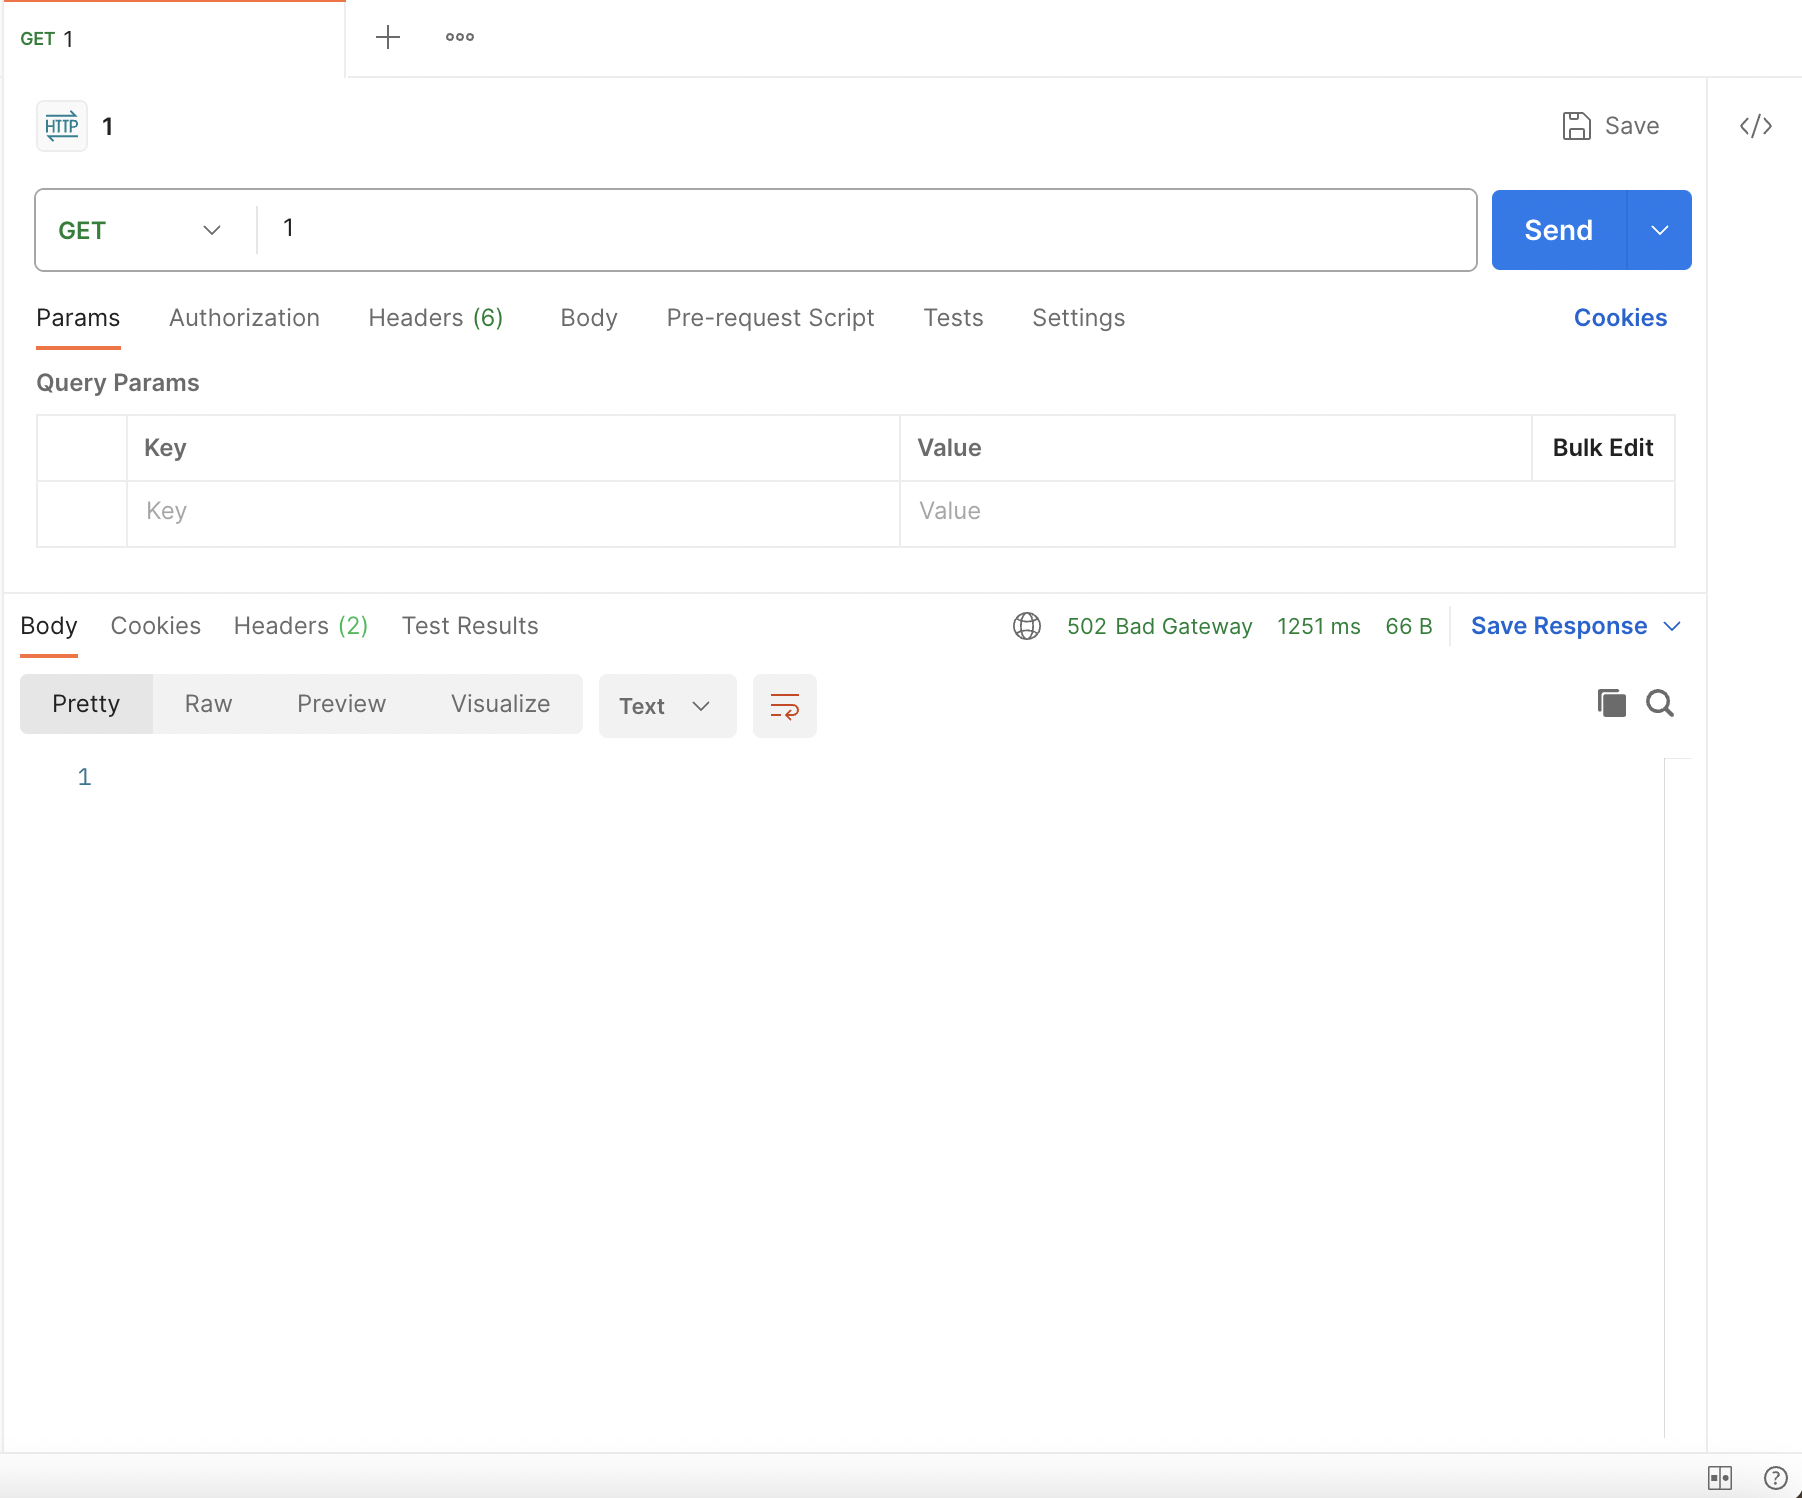 GET 1
HTTP 1
Save
GET 1
Send
Params Authorization Headers (6) Body Pre-request Script Tests Settings Cookies
Query Params
Key Value Bulk Edit
Key Value
Body Cookies Headers (2) Test Results 502 Bad Gateway 1251 ms 66 B Save Response
Pretty Raw Preview Visualize Text
1